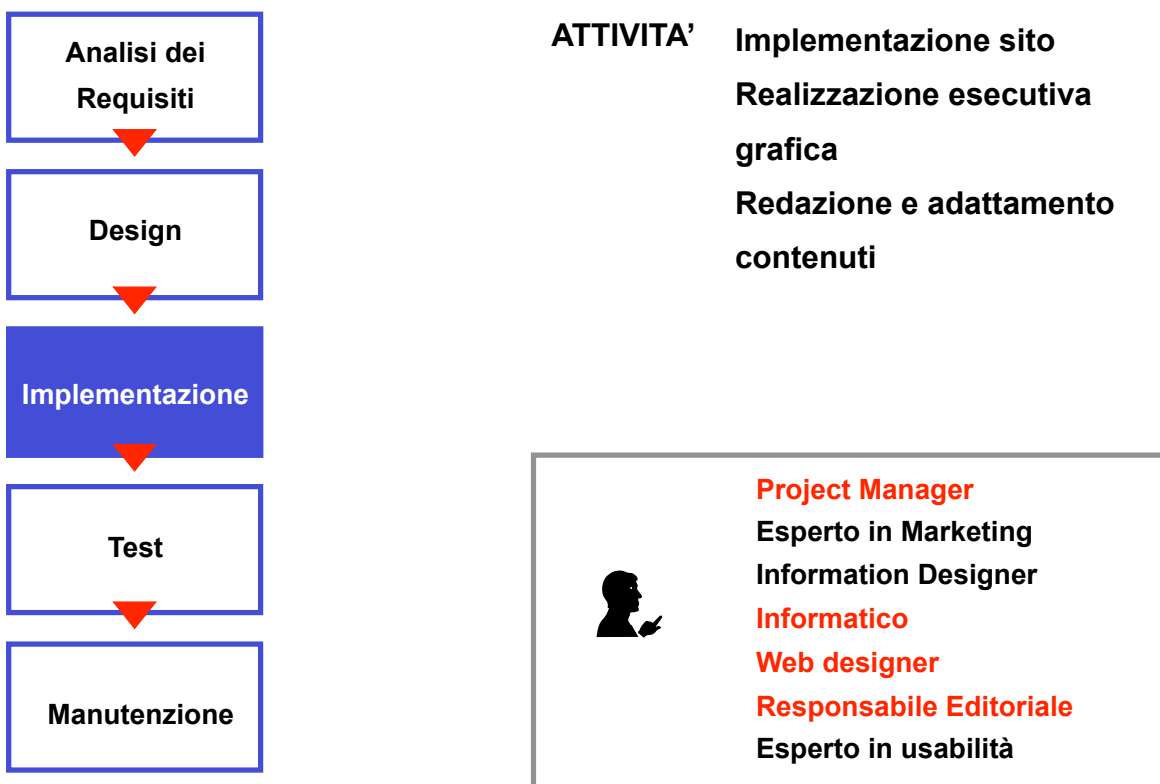 Analisi dei
Requisiti
Design
Implementazione
Test
Manutenzione
ATTIVITA’
Implementazione sito
Realizzazione esecutiva
grafica
Redazione e adattamento
contenuti
Project Manager
Esperto in Marketing
Information Designer
Informatico
Web designer
Responsabile Editoriale
Esperto in usabilità